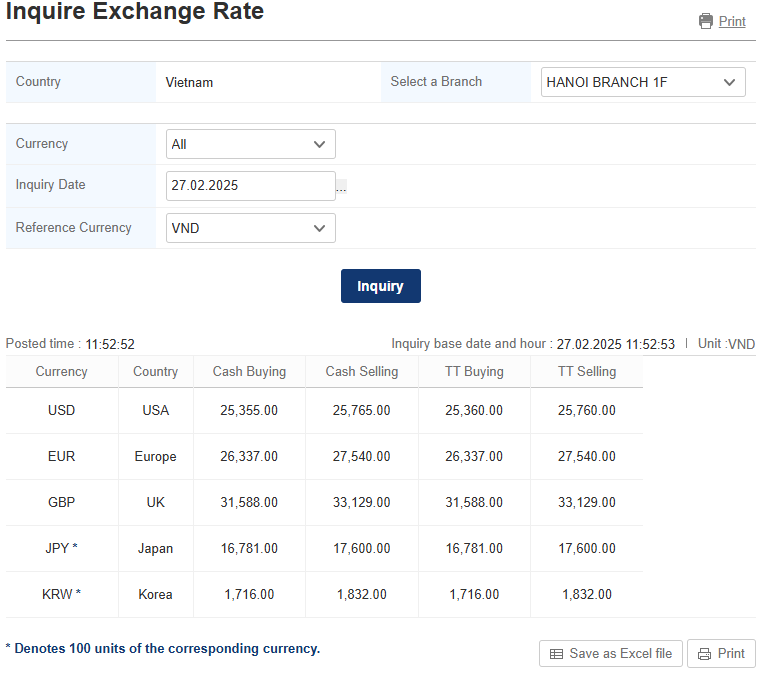 Inquire Exchange Rate
Print
Country Vietnam Select a Branch HANOI BRANCH 1F
Currency All
Inquiry Date 27.02.2025 ...
Reference Currency VND
Inquiry
Posted time : 11:52:52 Inquiry base date and hour : 27.02.2025 11:52:53 | Unit :VND
Currency Country Cash Buying Cash Selling TT Buying TT Selling
USD USA 25,355.00 25,765.00 25,360.00 25,760.00
EUR Europe 26,337.00 27,540.00 26,337.00 27,540.00
GBP UK 31,588.00 33,129.00 31,588.00 33,129.00
JPY * Japan 16,781.00 17,600.00 16,781.00 17,600.00
KRW * Korea 1,716.00 1,832.00 1,716.00 1,832.00
* Denotes 100 units of the corresponding currency.
Save as Excel file Print